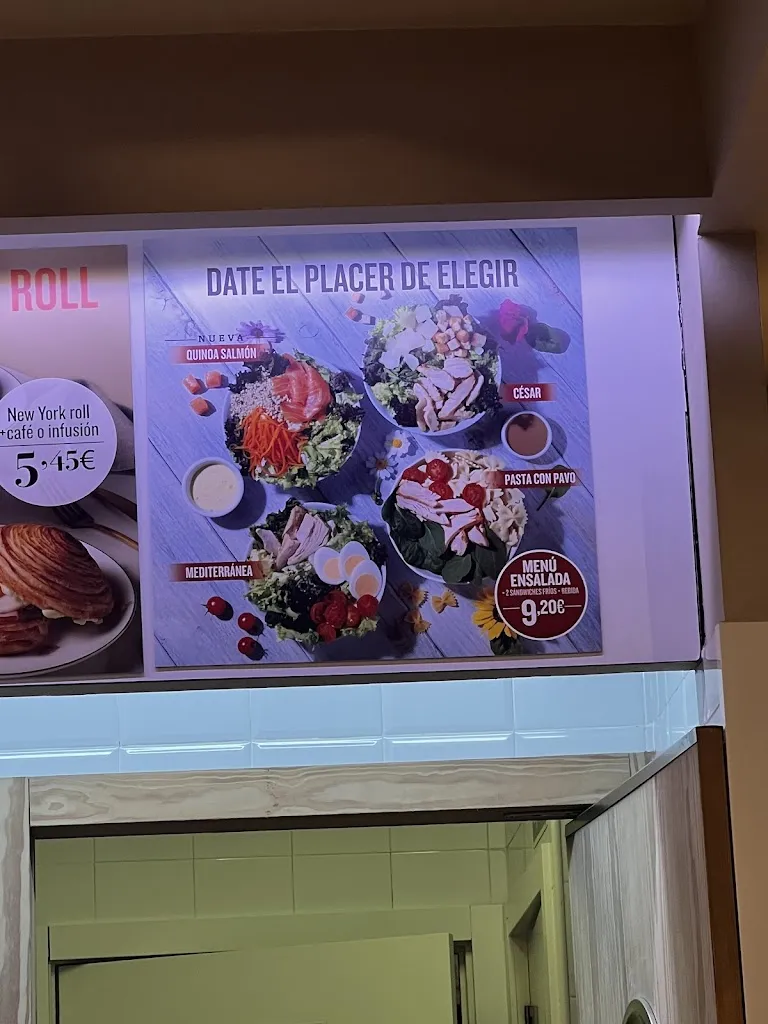 ROLL
New York roll
+café o infusión
5,45€
DATE EL PLACER DE ELEGIR
NUEVA
QUINOA SALMÓN
CÉSAR
PASTA CON PAVO
MEDITERRÁNEA
MENÚ
ENSALADA
+ 2 SÁNDWICHES FRÍOS + BEBIDA
9,20€